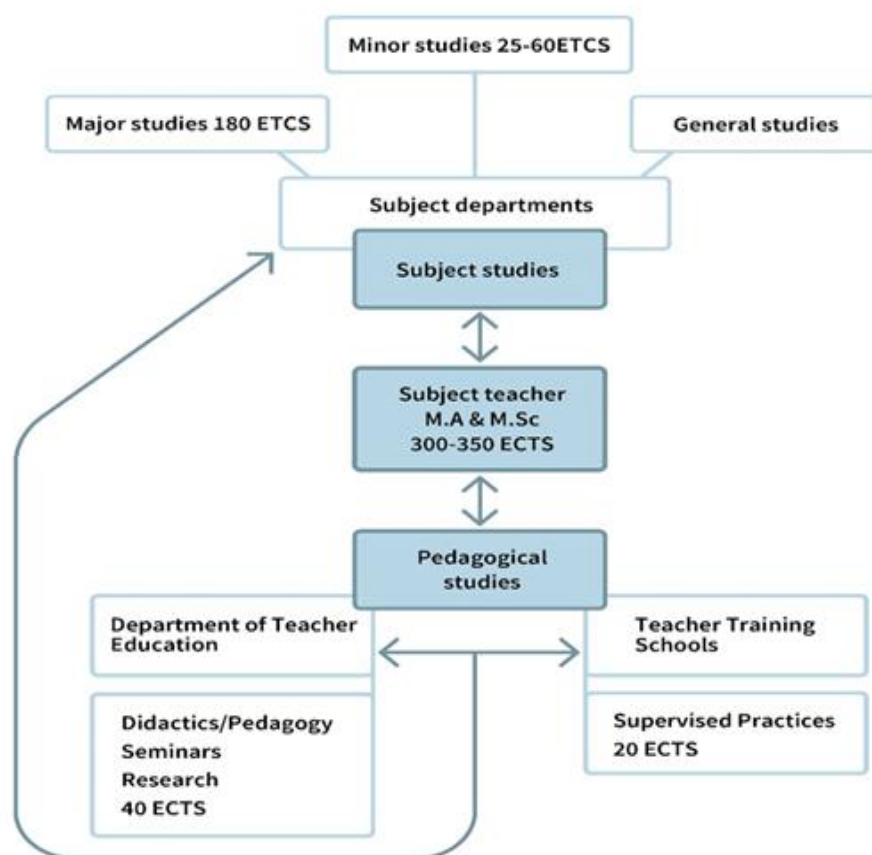 Minor studies 25-60ETCS
Major studies 180 ETCS
General studies
Subject departments
Subject studies
Subject teacher
M.A & M.Sc
300-350 ECTS
Pedagogical
studies
Department of Teacher
Education
Teacher Training
Schools
Didactics/Pedagogy
Seminars
Research
40 ECTS
Supervised Practices
20 ECTS